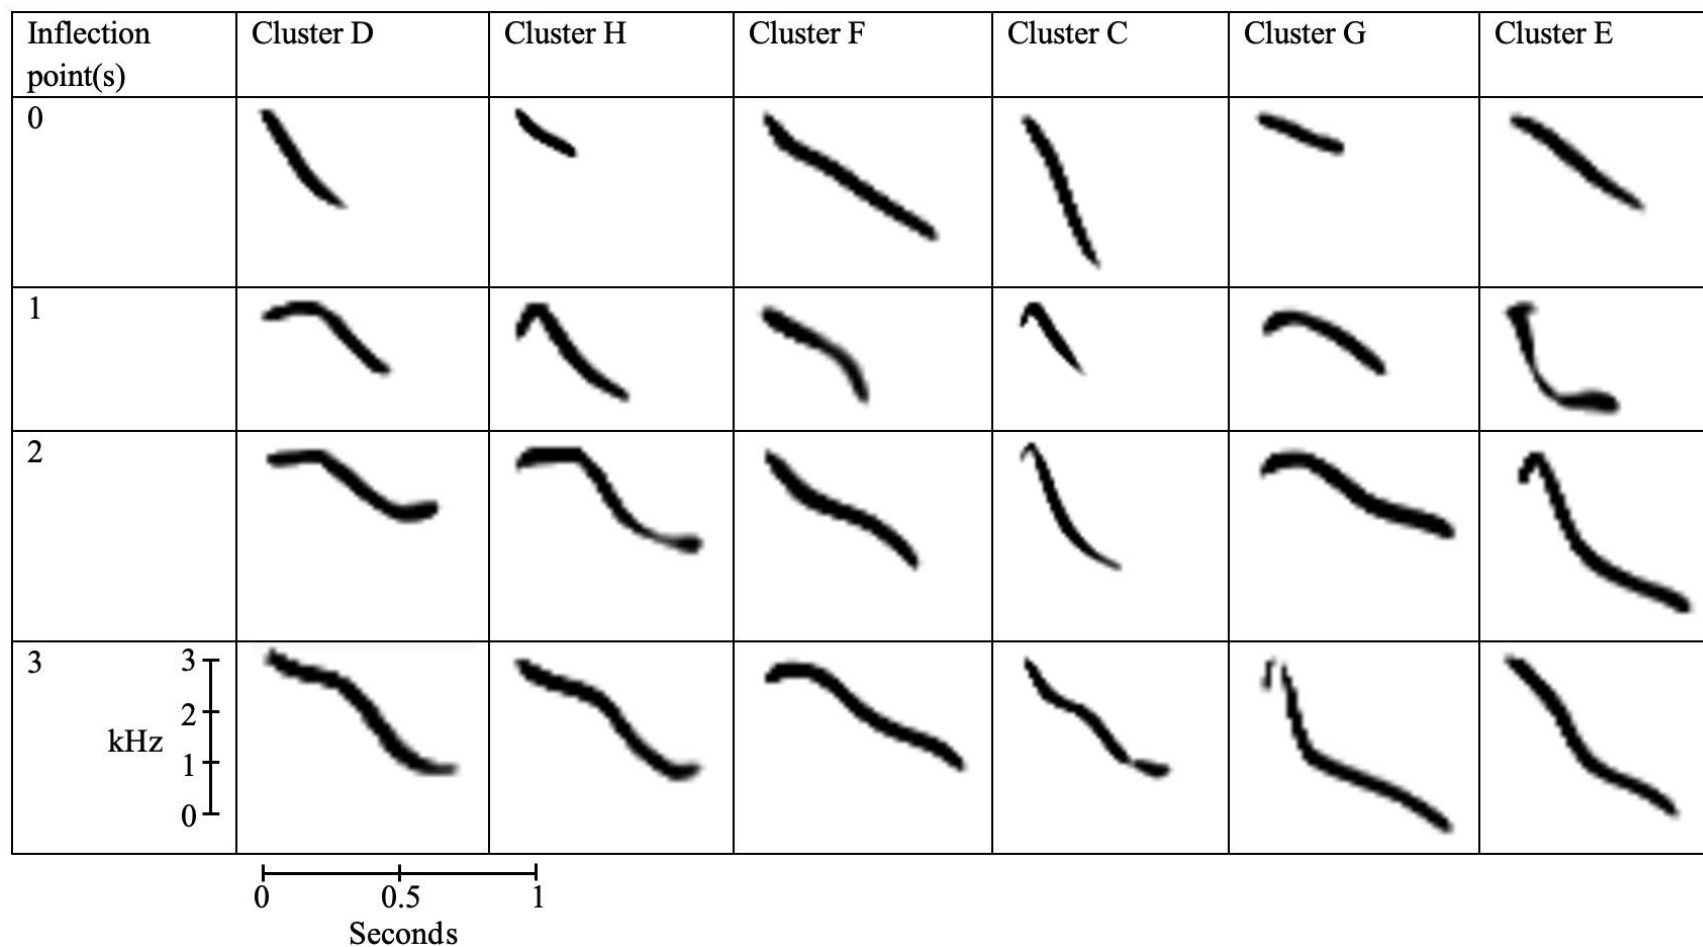 Inflection point(s) Cluster D Cluster H Cluster F Cluster C Cluster G Cluster E
0
1
2
3
3
2
kHz
1
0
0 0.5 1
Seconds